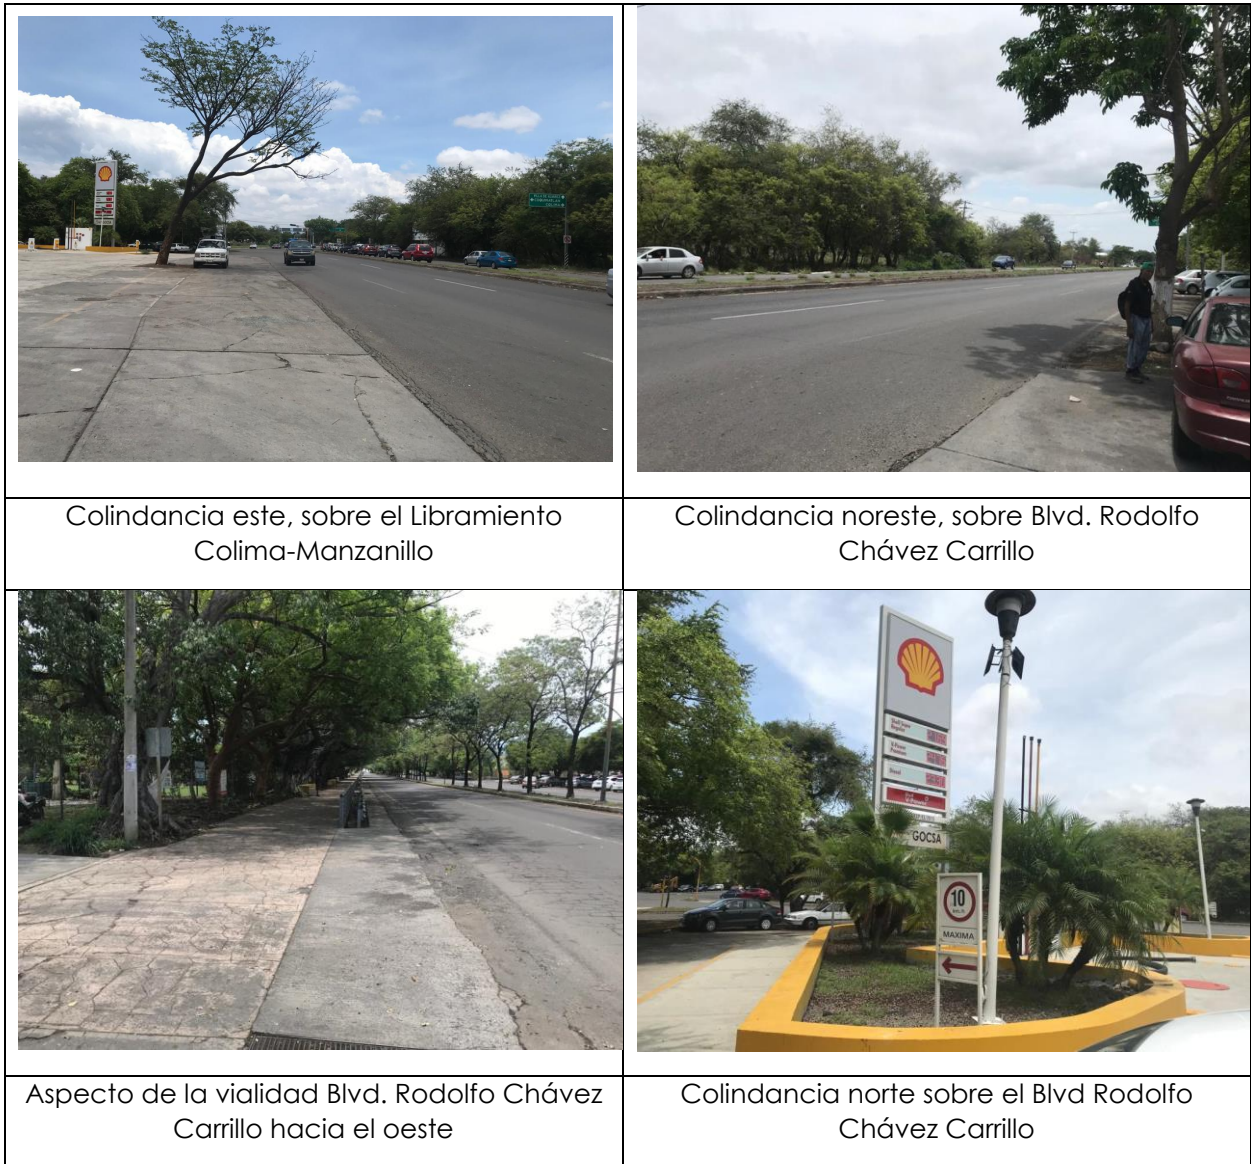 Colindancia este, sobre el Libramiento
Colima-Manzanillo
Colindancia noreste, sobre Blvd. Rodolfo
Chávez Carrillo
GOCSA
10
MAXIMA
Aspecto de la vialidad Blvd. Rodolfo Chávez
Carrillo hacia el oeste
Colindancia norte sobre el Blvd Rodolfo
Chávez Carrillo